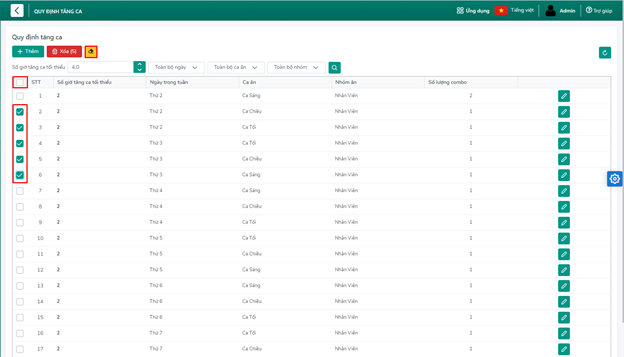 QUY ĐỊNH TĂNG CA Ứng dụng Tiếng việt Admin Trợ giúp
Quy định tăng ca
+ Thêm Xóa (5)
Số giờ tăng ca tối thiểu 4.0 Toàn bộ ngày Toàn bộ ca ăn Toàn bộ nhóm
STT Số giờ tăng ca tối thiểu Ngày trong tuần Ca ăn Nhóm ăn Số lượng combo
1 2 Thứ 2 Ca Sáng Nhân Viên 2
2 2 Thứ 2 Ca Chiều Nhân Viên 1
3 2 Thứ 2 Ca Tối Nhân Viên 1
4 2 Thứ 3 Ca Tối Nhân Viên 1
5 2 Thứ 3 Ca Chiều Nhân Viên 1
6 2 Thứ 3 Ca Sáng Nhân Viên 1
7 2 Thứ 4 Ca Sáng Nhân Viên 1
8 2 Thứ 4 Ca Chiều Nhân Viên 1
9 2 Thứ 4 Ca Tối Nhân Viên 1
10 2 Thứ 5 Ca Tối Nhân Viên 1
11 2 Thứ 5 Ca Chiều Nhân Viên 1
12 2 Thứ 5 Ca Sáng Nhân Viên 1
13 2 Thứ 6 Ca Sáng Nhân Viên 1
14 2 Thứ 6 Ca Chiều Nhân Viên 1
15 2 Thứ 6 Ca Tối Nhân Viên 1
16 2 Thứ 7 Ca Tối Nhân Viên 1
17 2 Thứ 7 Ca Chiều Nhân Viên 1